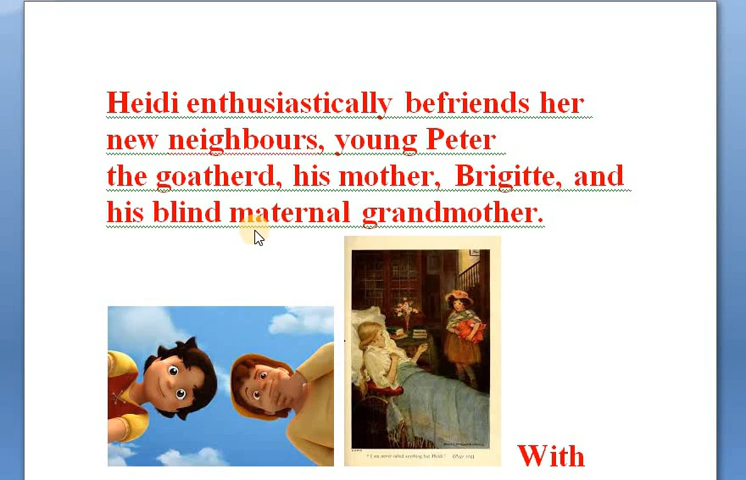 Heidi enthusiastically befriends her
new neighbours, young Peter
the goatherd, his mother, Brigitte, and
his blind maternal grandmother.
With